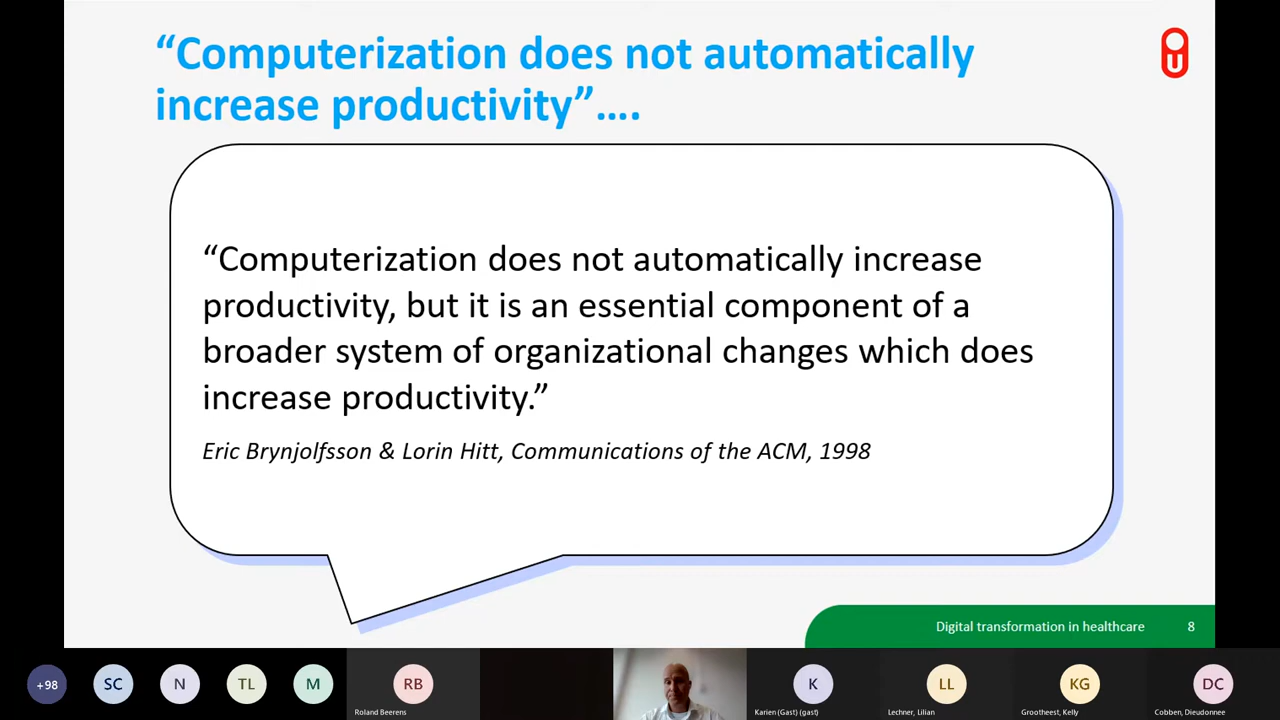 “Computerization does not automatically
increase productivity”….
“Computerization does not automatically increase
productivity, but it is an essential component of a
broader system of organizational changes which does
increase productivity.”
Eric Brynjolfsson & Lorin Hitt, Communications of the ACM, 1998
Digital transformation in healthcare 8
+98 SC N TL M RB K LL KG DC
Roland Beerens Karien (Gast) (gast) Lechner, Lilian Grootheest, Kelly Cobben, Dieudonnee